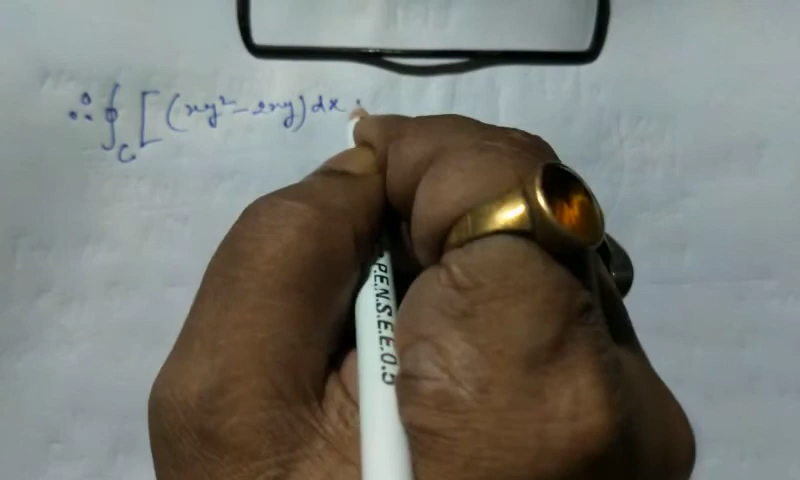 ∴ ∮_C [(xy² - 2xy) dx
P.E.N.S.E.E.0.5